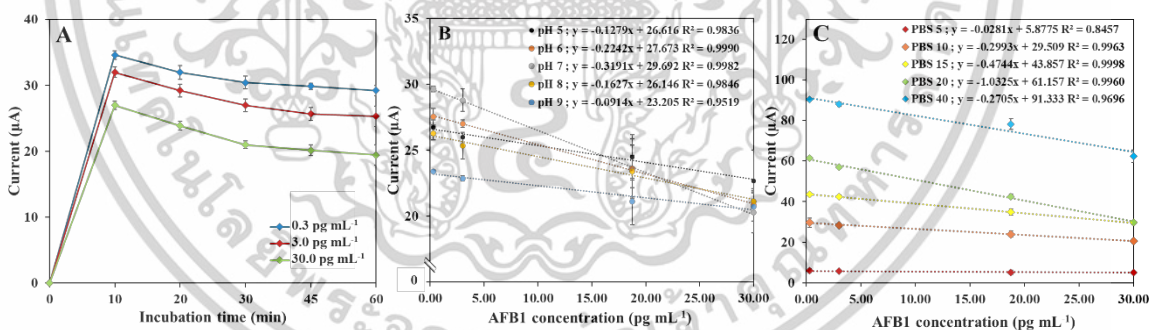 A
Current (µA)
40
30
20
10
0
0.3 pg mL-1
3.0 pg mL-1
30.0 pg mL-1
0 10 20 30 45 60
Incubation time (min)
B
Current (µA)
35
30
25
20
0
pH 5 ; y = -0.1279x + 26.616 R² = 0.9836
pH 6 ; y = -0.2242x + 27.673 R² = 0.9990
pH 7 ; y = -0.3191x + 29.692 R² = 0.9982
pH 8 ; y = -0.1627x + 26.146 R² = 0.9846
pH 9 ; y = -0.0914x + 23.205 R² = 0.9519
0.00 5.00 10.00 15.00 20.00 25.00 30.00
AFB1 concentration (pg mL-1)
C
Current (µA)
120
100
80
60
40
20
0
PBS 5 ; y = -0.0281x + 5.8775 R² = 0.8457
PBS 10 ; y = -0.2993x + 29.509 R² = 0.9963
PBS 15 ; y = -0.4744x + 43.857 R² = 0.9998
PBS 20 ; y = -1.0325x + 61.157 R² = 0.9960
PBS 40 ; y = -0.2705x + 91.333 R² = 0.9696
0.00 5.00 10.00 15.00 20.00 25.00 30.00
AFB1 concentration (pg mL-1)